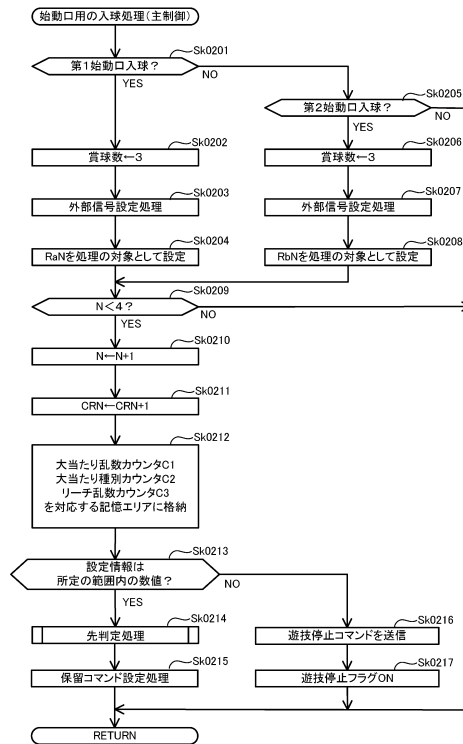 始動口用の入球処理(主制御)
Sk0201
第1始動口入球?
NO
YES
Sk0205
第2始動口入球?
NO
YES
Sk0202
賞球数←3
Sk0206
賞球数←3
Sk0203
外部信号設定処理
Sk0207
外部信号設定処理
Sk0204
RaNを処理の対象として設定
Sk0208
RbNを処理の対象として設定
Sk0209
N<4?
NO
YES
Sk0210
N←N+1
Sk0211
CRN←CRN+1
Sk0212
大当たり乱数カウンタC1
大当たり種別カウンタC2
リーチ乱数カウンタC3
を対応する記憶エリアに格納
Sk0213
設定情報は
所定の範囲内の数値?
NO
YES
Sk0214
先判定処理
Sk0216
遊技停止コマンドを送信
Sk0215
保留コマンド設定処理
Sk0217
遊技停止フラグON
RETURN